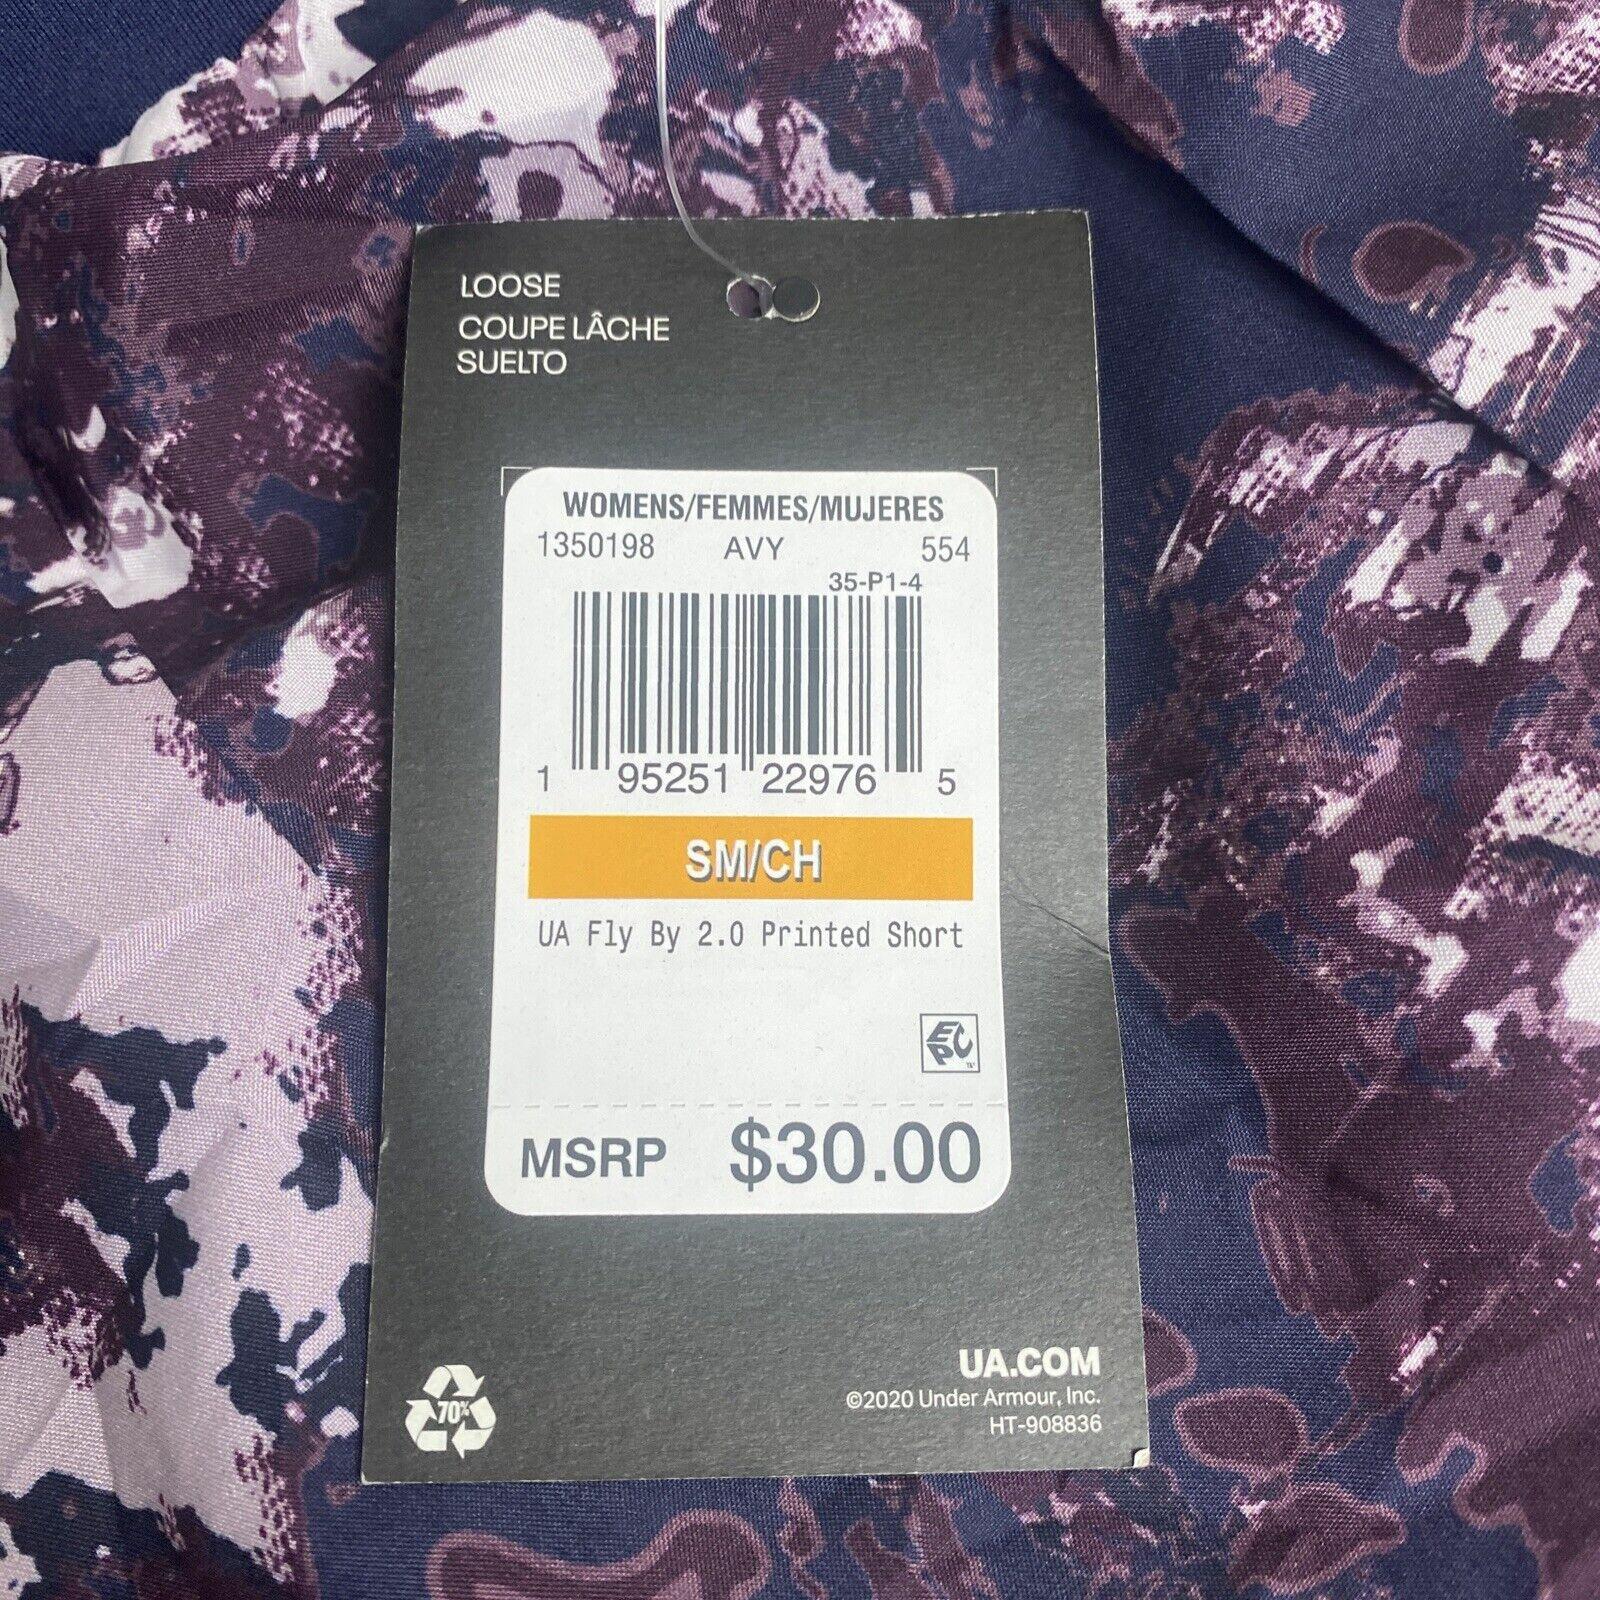 LOOSE
COUPE LÂCHE
SUELTO
WOMENS/FEMMES/MUJERES
1350198 AVY 554
35-P1-4
1 95251 22976 5
SM/CH
UA Fly By 2.0 Printed Short
EPC
MSRP $30.00
70%
UA.COM
©2020 Under Armour, Inc.
HT-908836